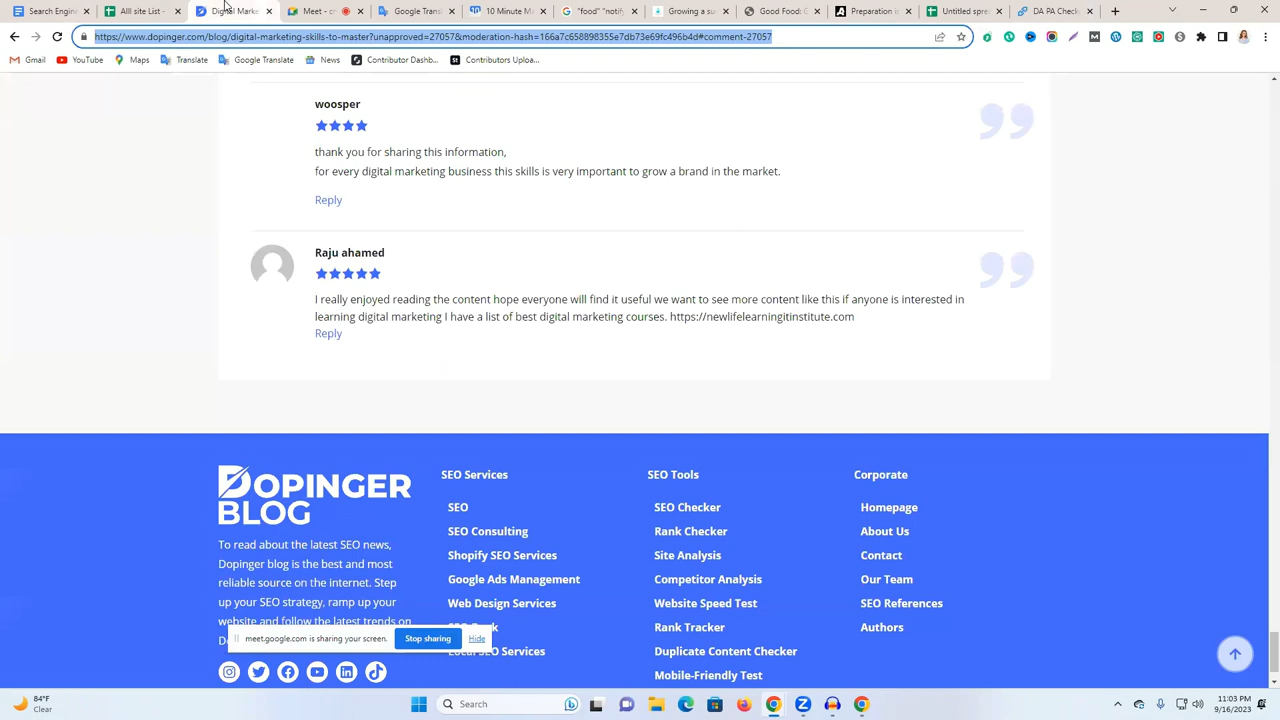 Search Engin
All site List -
Digital Marke
Meet - c
Google Trans
10 Minute M
"food" "notify
Growing a su
Good Food: G
Preparation i
Untitled spre
DA PA Check
https://www.dopinger.com/blog/digital-marketing-skills-to-master?unapproved=27057&moderation-hash=166a7c658898355e7db73e69fc496b4d#comment-27057
Gmail
YouTube
Maps
Translate
Google Translate
News
Contributor Dashb...
Contributors Uploa...
woosper
thank you for sharing this information,
for every digital marketing business this skills is very important to grow a brand in the market.
Reply
Raju ahamed
I really enjoyed reading the content hope everyone will find it useful we want to see more content like this if anyone is interested in
learning digital marketing I have a list of best digital marketing courses. https://newlifelearningitinstitute.com
Reply
DOPINGER
BLOG
To read about the latest SEO news,
Dopinger blog is the best and most
reliable source on the internet. Step
up your SEO strategy, ramp up your
website and follow the latest trends on
SEO Services
SEO
SEO Consulting
Shopify SEO Services
Google Ads Management
Web Design Services
Local SEO Services
SEO Tools
SEO Checker
Rank Checker
Site Analysis
Competitor Analysis
Website Speed Test
Rank Tracker
Duplicate Content Checker
Mobile-Friendly Test
Corporate
Homepage
About Us
Contact
Our Team
SEO References
Authors
meet.google.com is sharing your screen.
Stop sharing
Hide
84°F
Clear
Search
11:03 PM
9/16/2023